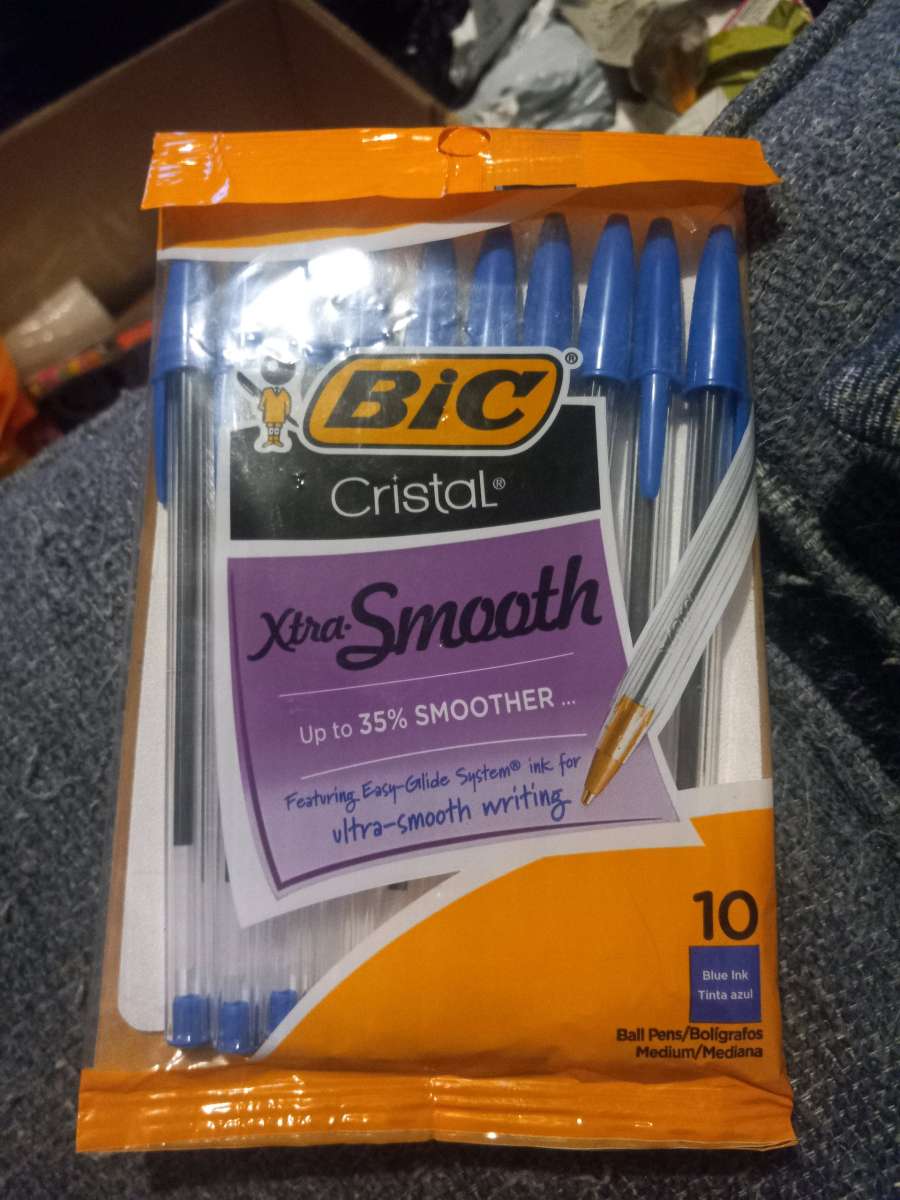 BiC®
Cristal®
Xtra-Smooth
Up to 35% SMOOTHER ...
Featuring Easy-Glide System® ink for
ultra-smooth writing
10
Blue Ink
Tinta azul
Ball Pens/Bolígrafos
Medium/Mediana